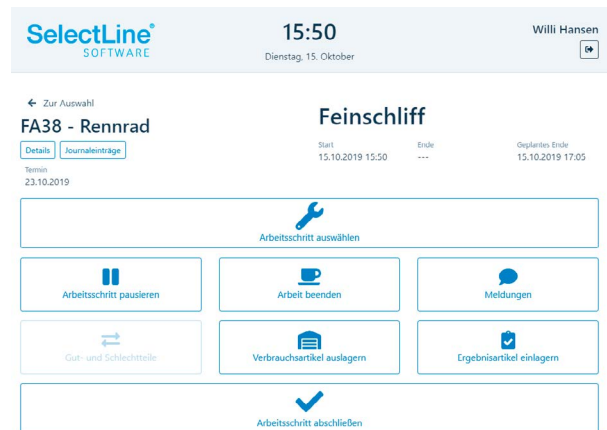 SelectLine®
SOFTWARE
15:50
Dienstag, 15. Oktober
Willi Hansen
Zur Auswahl
FA38 - Rennrad
Details
Journaleinträge
Termin
23.10.2019
Feinschliff
Start
15.10.2019 15:50
Ende
---
Geplantes Ende
15.10.2019 17:05
Arbeitsschritt auswählen
Arbeitsschritt pausieren
Arbeit beenden
Meldungen
Gut- und Schlechtteile
Verbrauchsartikel auslagern
Ergebnisartikel einlagern
Arbeitsschritt abschließen